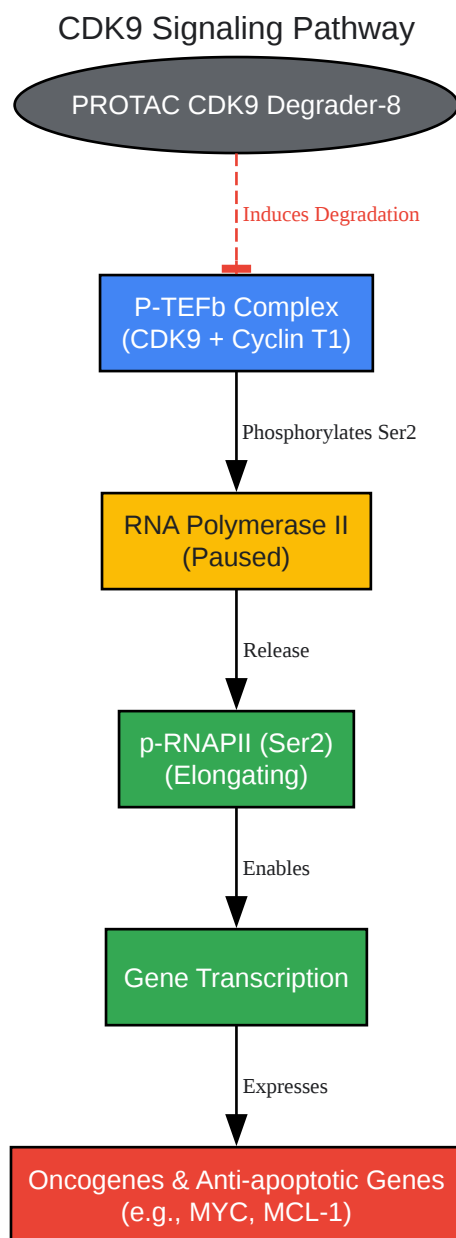 CDK9 Signaling Pathway
PROTAC CDK9 Degrader-8
Induces Degradation
P-TEFb Complex
(CDK9 + Cyclin T1)
Phosphorylates Ser2
RNA Polymerase II
(Paused)
Release
p-RNAPII (Ser2)
(Elongating)
Enables
Gene Transcription
Expresses
Oncogenes & Anti-apoptotic Genes
(e.g., MYC, MCL-1)